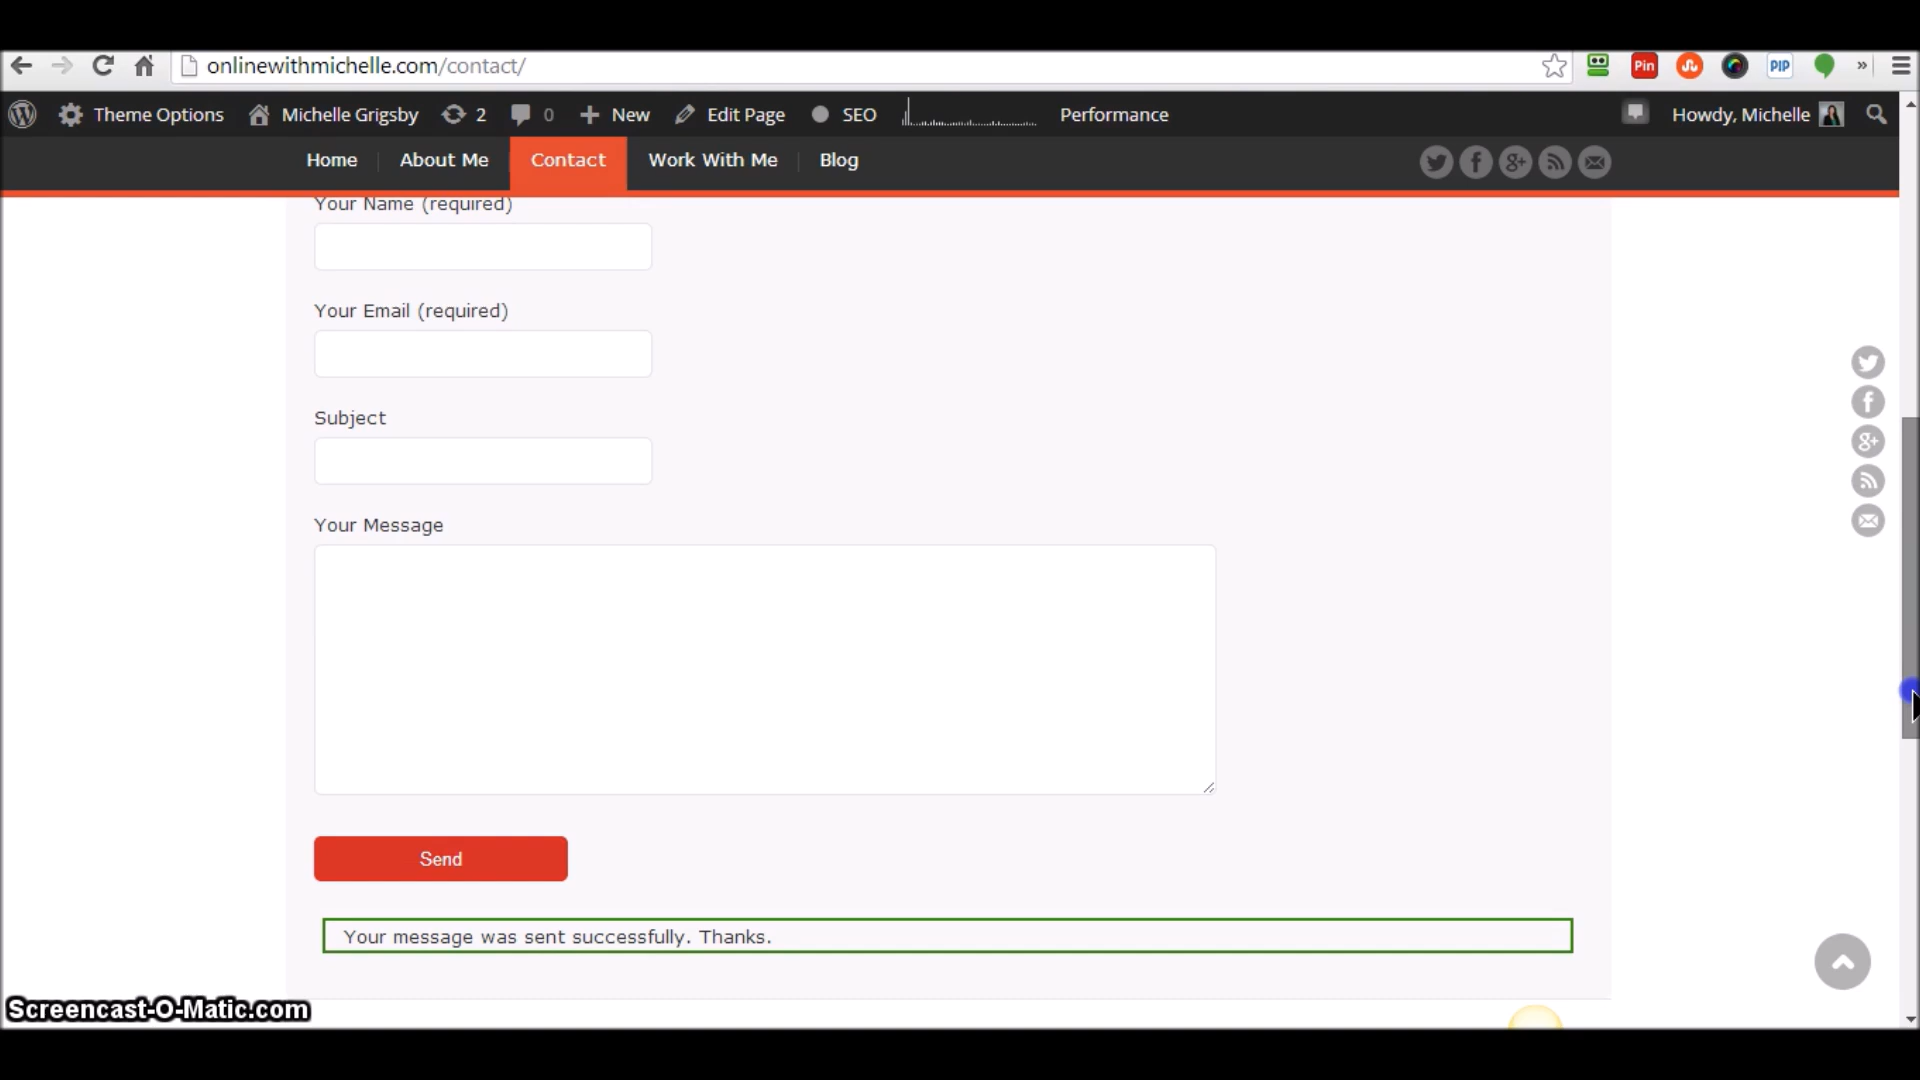 onlinewithmichelle.com/contact/
Pin
PIP
»
Theme Options
Michelle Grigsby
2
0
New
Edit Page
SEO
Performance
Howdy, Michelle
Home
About Me
Contact
Work With Me
Blog
Your Name (required)
Your Email (required)
Subject
Your Message
Send
Your message was sent successfully. Thanks.
Screencast-O-Matic.com